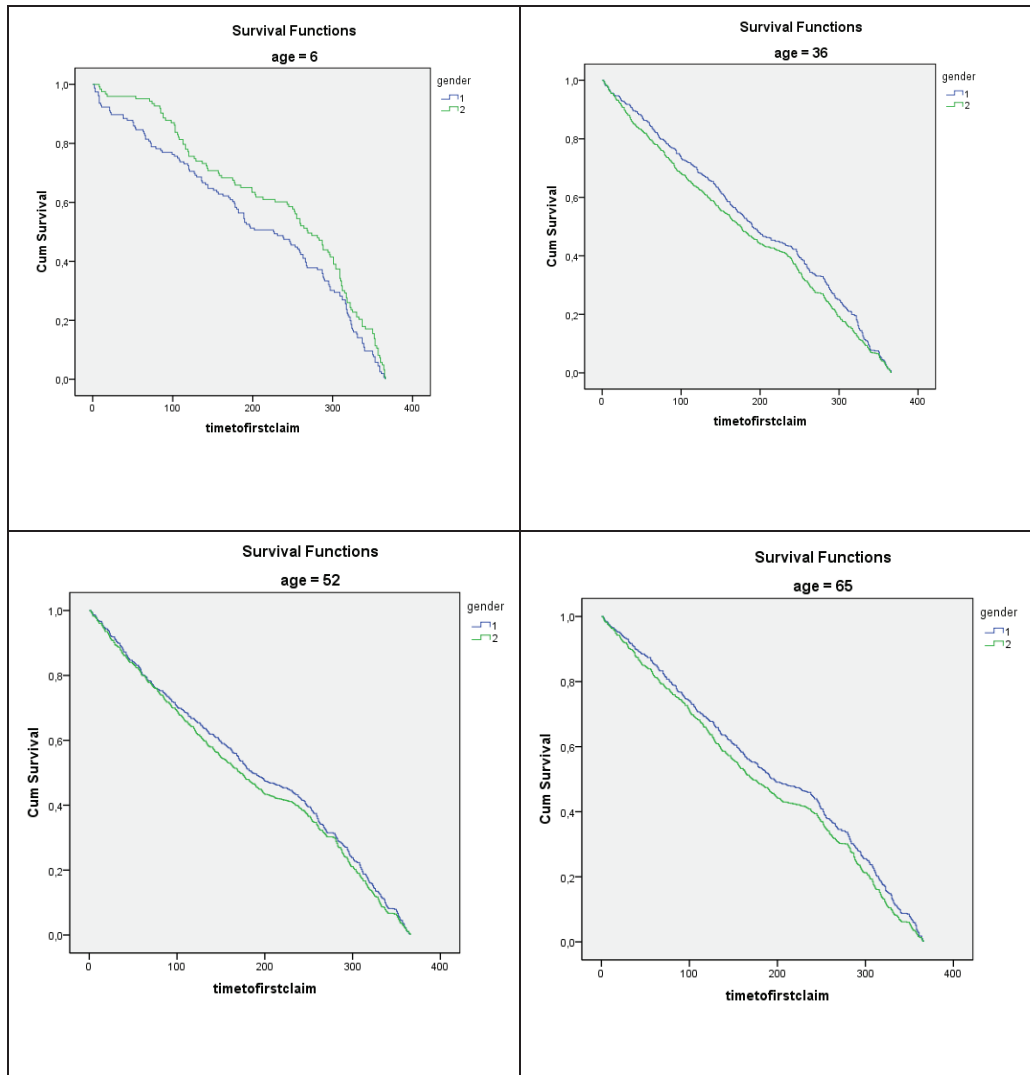 Survival Functions
age = 6
gender
1
2
1,0
0,8
0,6
0,4
0,2
0,0
Cum Survival
0 100 200 300 400
timetofirstclaim
Survival Functions
age = 36
gender
1
2
1,0
0,8
0,6
0,4
0,2
0,0
Cum Survival
0 100 200 300 400
timetofirstclaim
Survival Functions
age = 52
gender
1
2
1,0
0,8
0,6
0,4
0,2
0,0
Cum Survival
0 100 200 300 400
timetofirstclaim
Survival Functions
age = 65
gender
1
2
1,0
0,8
0,6
0,4
0,2
0,0
Cum Survival
0 100 200 300 400
timetofirstclaim